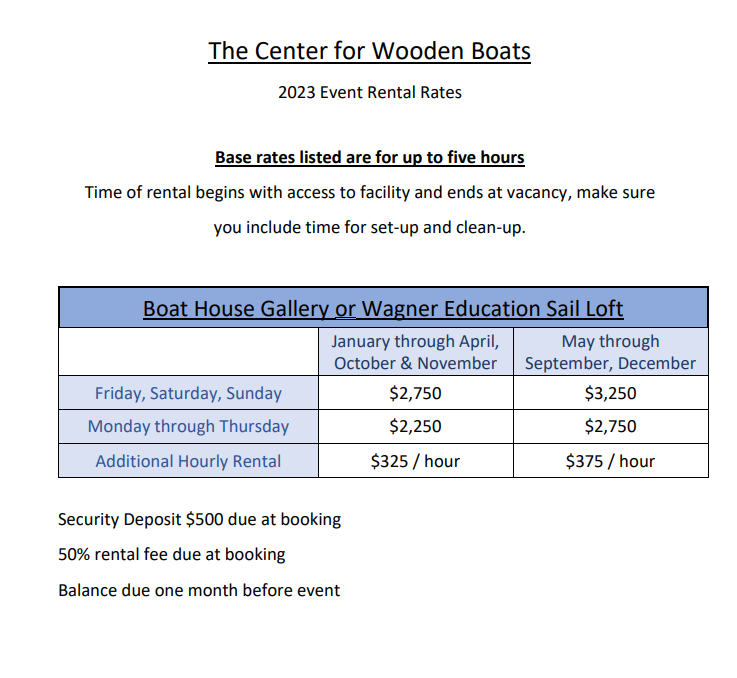 The Center for Wooden Boats
2023 Event Rental Rates
Base rates listed are for up to five hours
Time of rental begins with access to facility and ends at vacancy, make sure
you include time for set-up and clean-up.
Boat House Gallery or Wagner Education Sail Loft
January through April,
October & November
May through
September, December
Friday, Saturday, Sunday $2,750 $3,250
Monday through Thursday $2,250 $2,750
Additional Hourly Rental $325 / hour $375 / hour
Security Deposit $500 due at booking
50% rental fee due at booking
Balance due one month before event